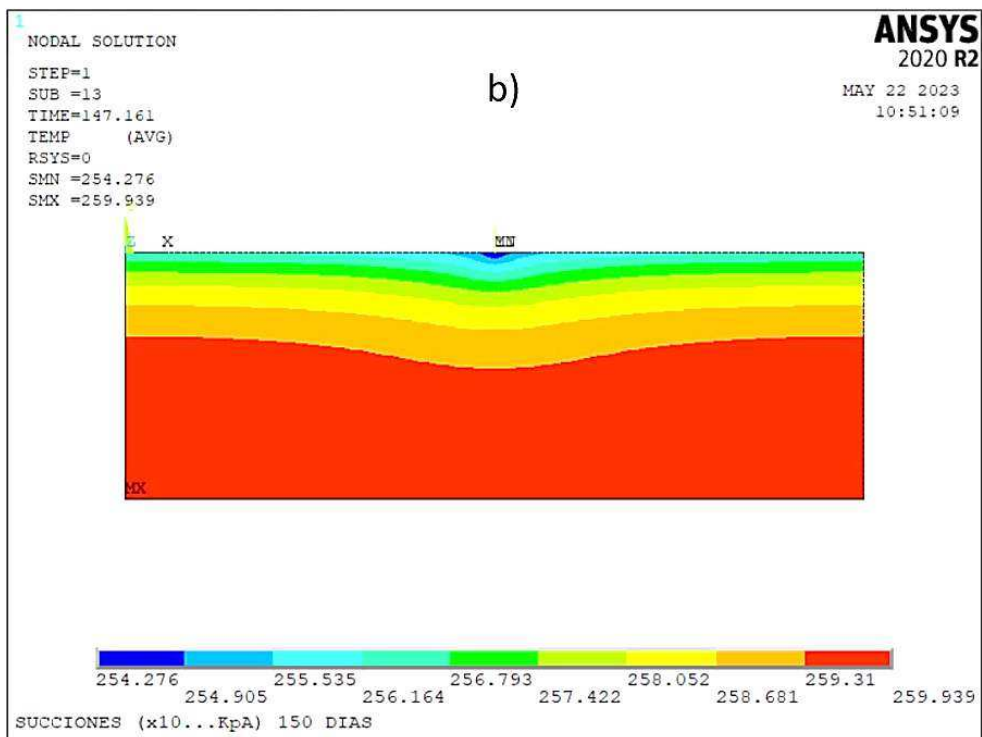 1
NODAL SOLUTION
STEP=1
SUB =13
TIME=147.161
TEMP (AVG)
RSYS=0
SMN =254.276
SMX =259.939
b)
ANSYS
2020 R2
MAY 22 2023
10:51:09
X
MN
MX
254.276 255.535 256.793 258.052 259.31
254.905 256.164 257.422 258.681 259.939
SUCCIONES (x10...KpA) 150 DIAS